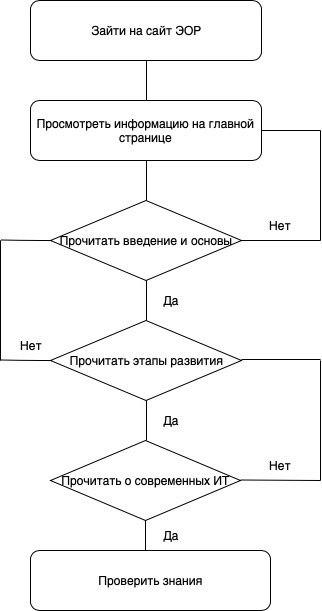 Зайти на сайт ЭОР
Просмотреть информацию на главной
странице
Нет
Прочитать введение и основы
Да
Нет
Прочитать этапы развития
Да
Нет
Прочитать о современных ИТ
Да
Проверить знания